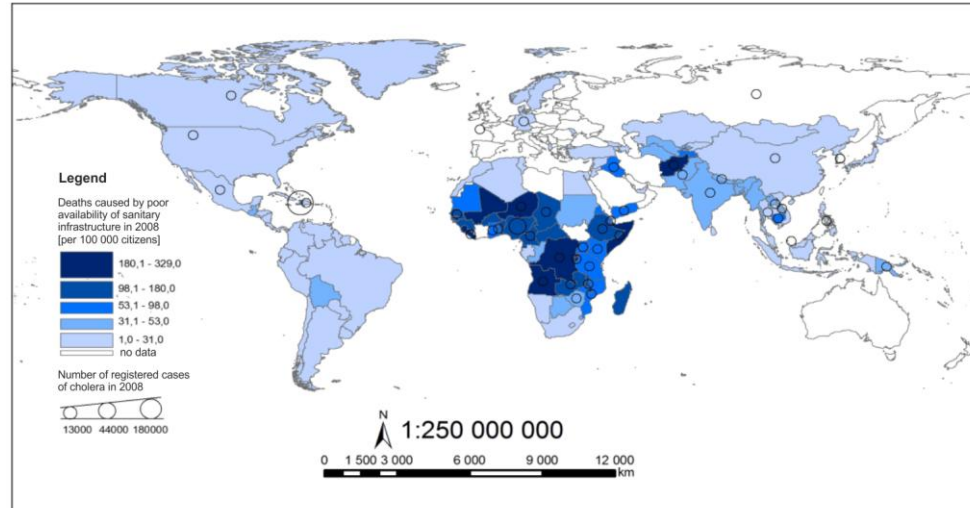 Legend
Deaths caused by poor
availability of sanitary
infrastructure in 2008
[per 100 000 citizens]
180,1 - 329,0
98,1 - 180,0
53,1 - 98,0
31,1 - 53,0
1,0 - 31,0
no data
Number of registered cases
of cholera in 2008
13000 44000 180000
N
1:250 000 000
0 1 500 3 000 6 000 9 000 12 000
km